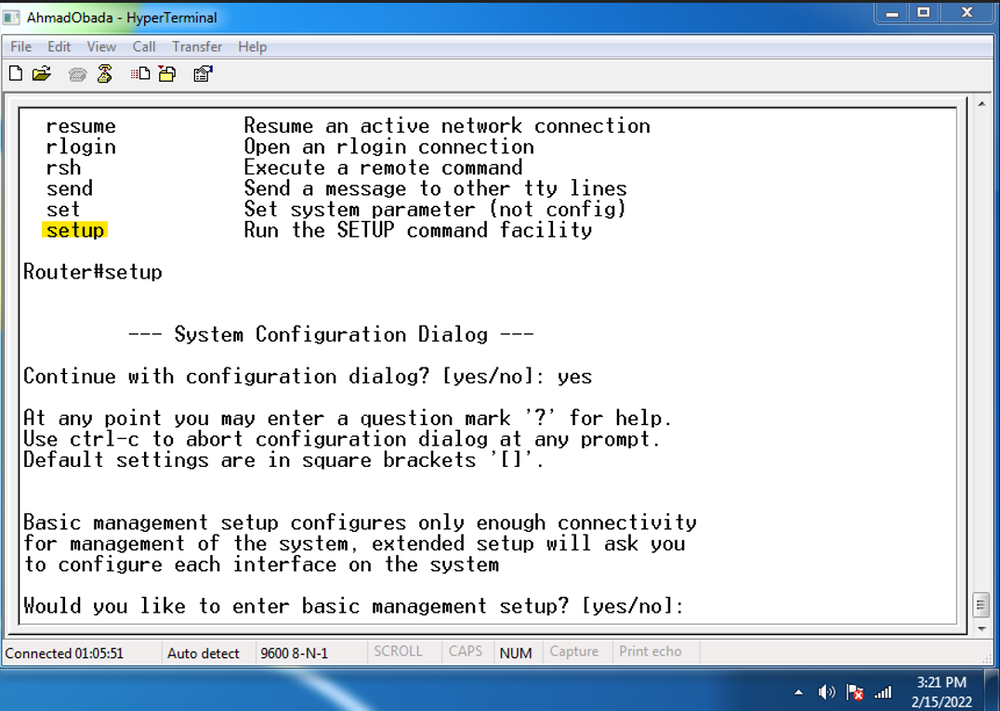 AhmadObada - HyperTerminal
File Edit View Call Transfer Help
resume Resume an active network connection
rlogin Open an rlogin connection
rsh Execute a remote command
send Send a message to other tty lines
set Set system parameter (not config)
setup Run the SETUP command facility
Router#setup
--- System Configuration Dialog ---
Continue with configuration dialog? [yes/no]: yes
At any point you may enter a question mark '?' for help.
Use ctrl-c to abort configuration dialog at any prompt.
Default settings are in square brackets '[]'.
Basic management setup configures only enough connectivity
for management of the system, extended setup will ask you
to configure each interface on the system
Would you like to enter basic management setup? [yes/no]:
Connected 01:05:51 Auto detect 9600 8-N-1 SCROLL CAPS NUM Capture Print echo
3:21 PM
2/15/2022